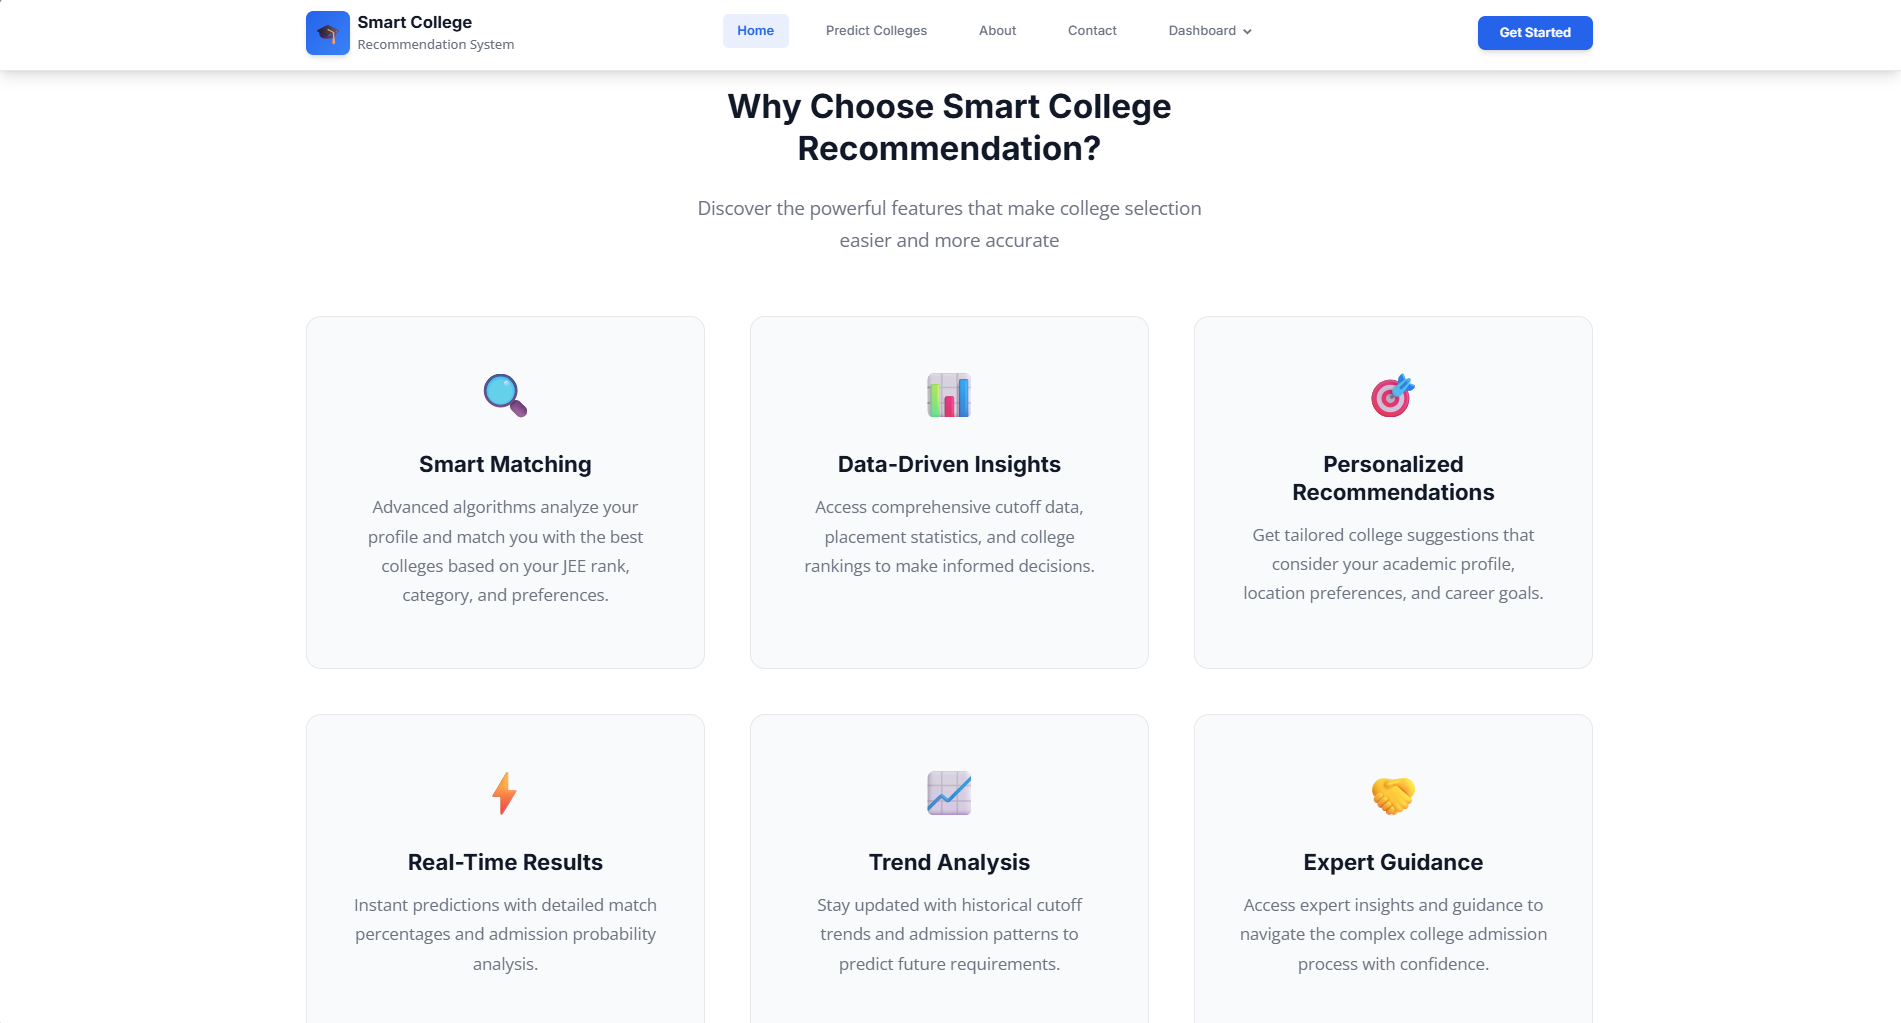 Smart College
Recommendation System
Home
Predict Colleges
About
Contact
Dashboard
Get Started
Why Choose Smart College
Recommendation?
Discover the powerful features that make college selection
easier and more accurate
Smart Matching
Advanced algorithms analyze your
profile and match you with the best
colleges based on your JEE rank,
category, and preferences.
Data-Driven Insights
Access comprehensive cutoff data,
placement statistics, and college
rankings to make informed decisions.
Personalized
Recommendations
Get tailored college suggestions that
consider your academic profile,
location preferences, and career goals.
Real-Time Results
Instant predictions with detailed match
percentages and admission probability
analysis.
Trend Analysis
Stay updated with historical cutoff
trends and admission patterns to
predict future requirements.
Expert Guidance
Access expert insights and guidance to
navigate the complex college admission
process with confidence.